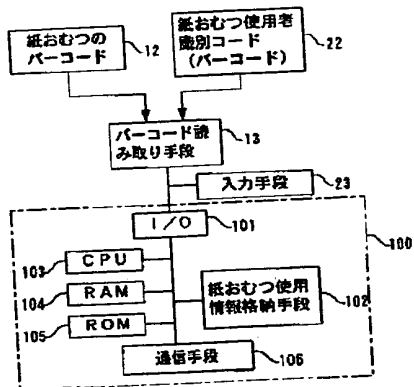 紙おむつの
バーコード
12
紙おむつ使用者
識別コード
(バーコード)
22
バーコード読
み取り手段
13
入力手段
23
I/O
101
100
103
CPU
104
RAM
105
ROM
紙おむつ使用
情報格納手段
102
通信手段
106